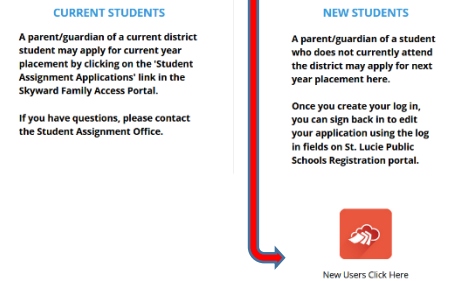 CURRENT STUDENTS
A parent/guardian of a current district
student may apply for current year
placement by clicking on the 'Student
Assignment Applications' link in the
Skyward Family Access Portal.
If you have questions, please contact
the Student Assignment Office.
NEW STUDENTS
A parent/guardian of a student
who does not currently attend
the district may apply for next
year placement here.
Once you create your log in,
you can sign back in to edit
your application using the log
in fields on St. Lucie Public
Schools Registration portal.
New Users Click Here